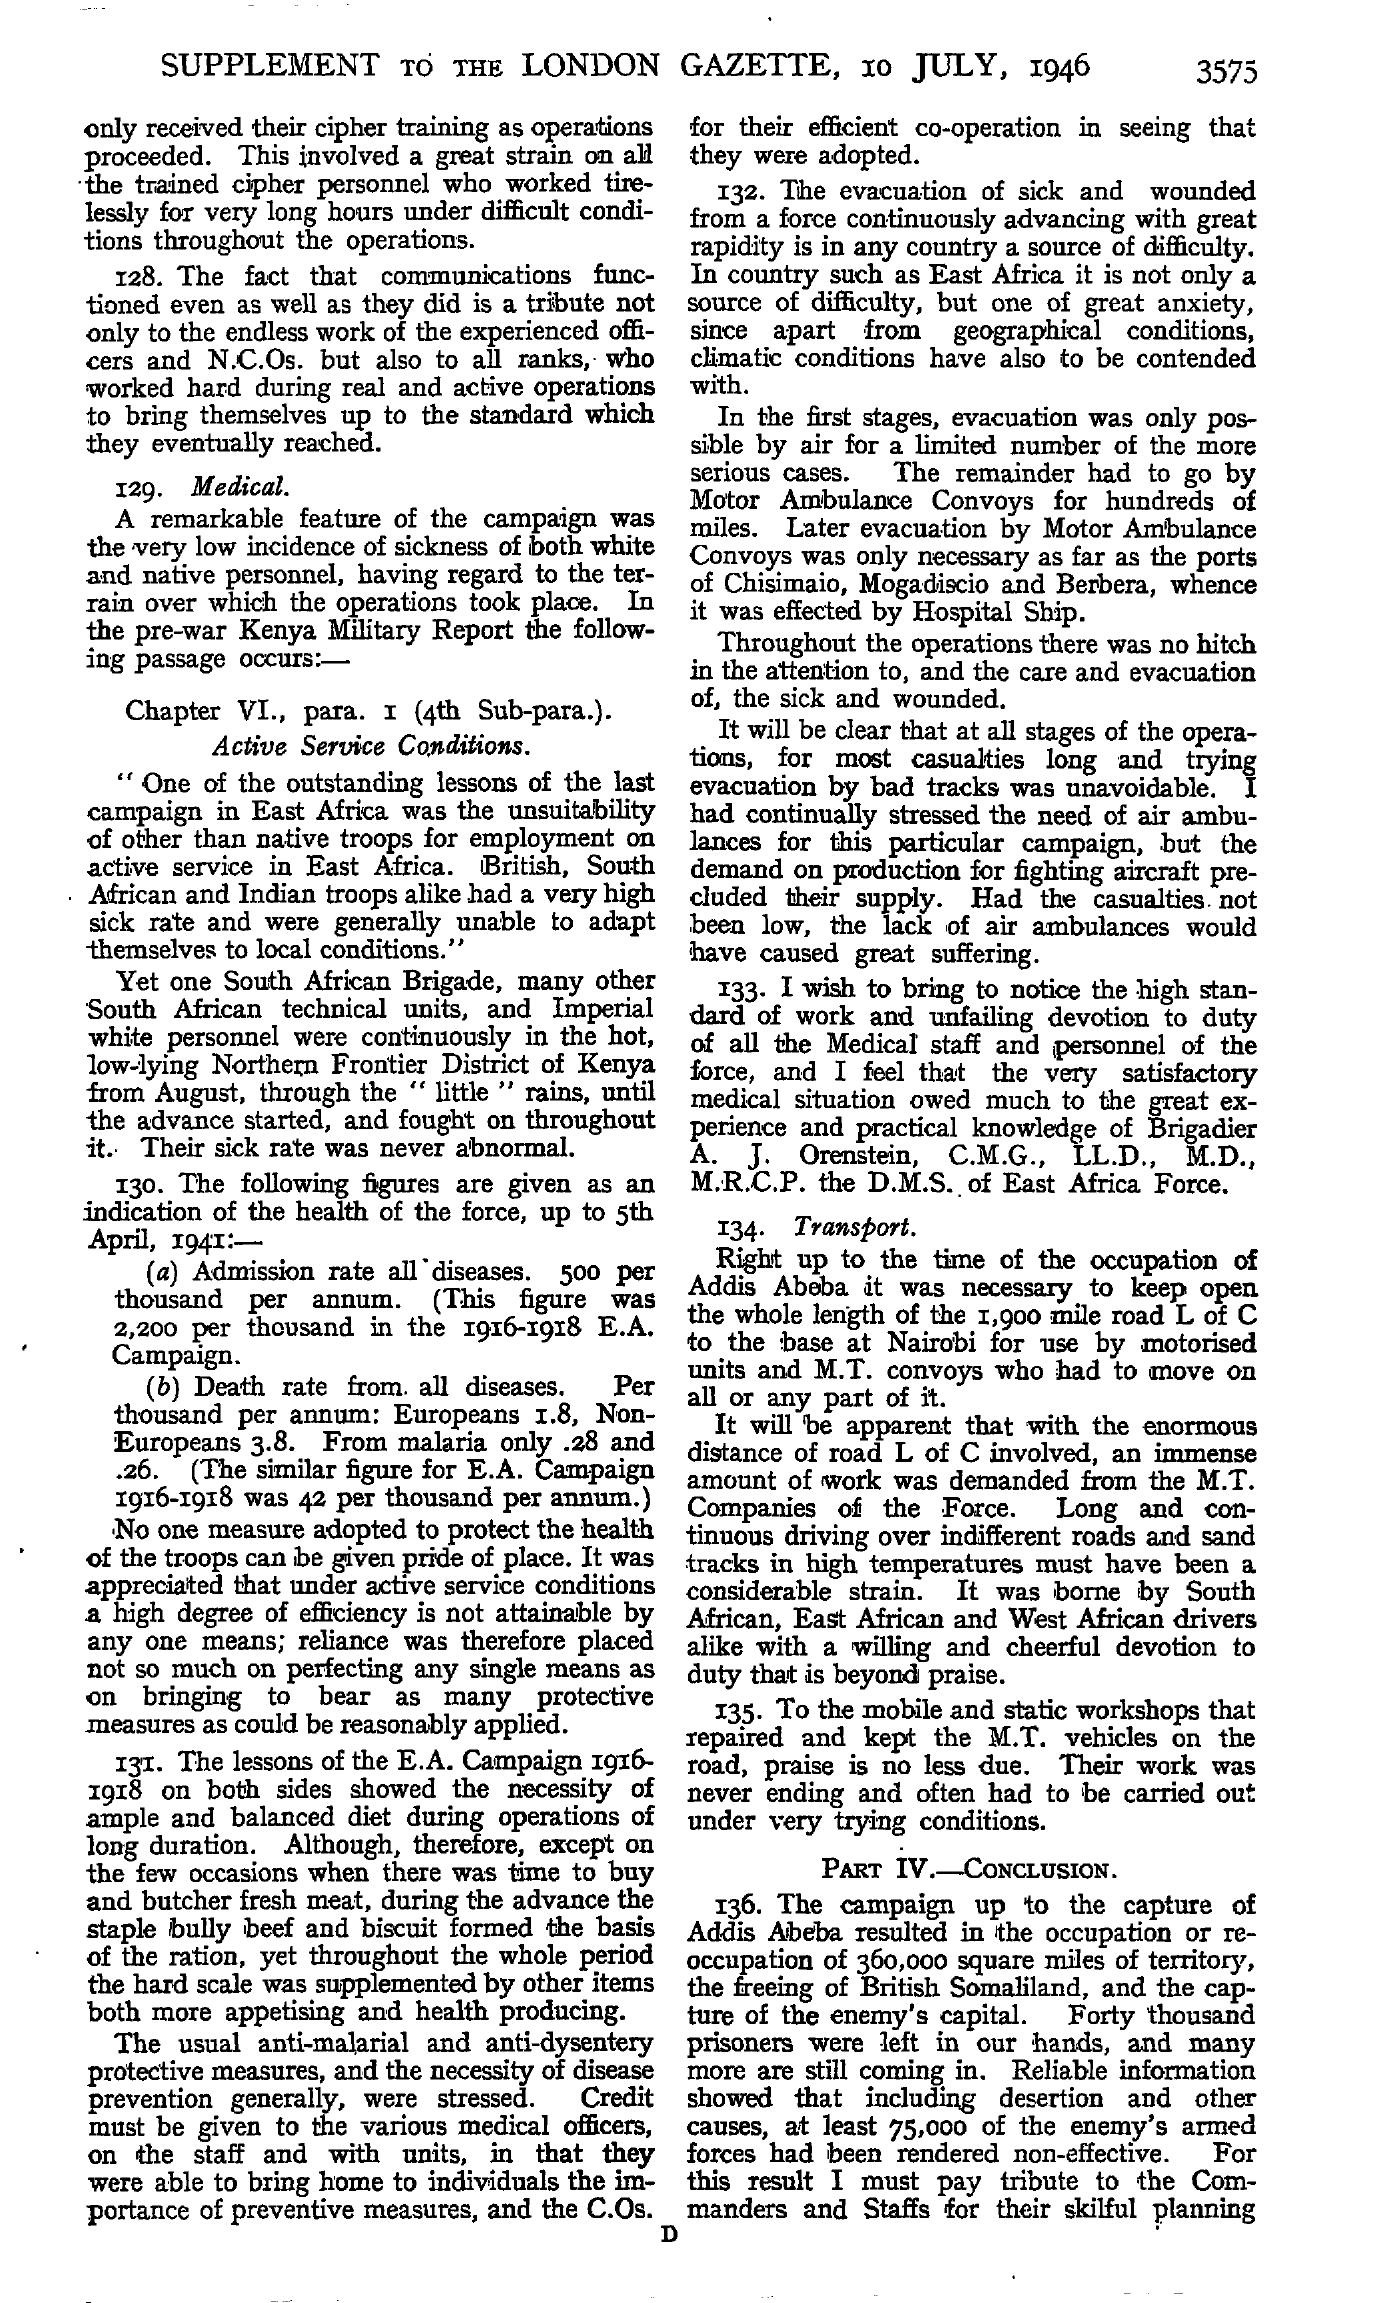 SUPPLEMENT TO THE LONDON GAZETTE, 10 JULY, 1946 3575
only received their cipher training as operations
proceeded. This involved a great strain on all
the trained cipher personnel who worked tire-
lessly for very long hours under difficult condi-
tions throughout the operations.
128. The fact that communications func-
tioned even as well as they did is a tribute not
only to the endless work of the experienced offi-
cers and N.C.Os. but also to all ranks, who
worked hard during real and active operations
to bring themselves up to the standard which
they eventually reached.
129. Medical.
A remarkable feature of the campaign was
the very low incidence of sickness of both white
and native personnel, having regard to the ter-
rain over which the operations took place. In
the pre-war Kenya Military Report the follow-
ing passage occurs:—
Chapter VI., para. 1 (4th Sub-para.).
Active Service Conditions.
“ One of the outstanding lessons of the last
campaign in East Africa was the unsuitability
of other than native troops for employment on
active service in East Africa. British, South
African and Indian troops alike had a very high
sick rate and were generally unable to adapt
themselves to local conditions.”
Yet one South African Brigade, many other
South African technical units, and Imperial
white personnel were continuously in the hot,
low-lying Northern Frontier District of Kenya
from August, through the “ little ” rains, until
the advance started, and fought on throughout
it. Their sick rate was never abnormal.
130. The following figures are given as an
indication of the health of the force, up to 5th
April, 1941:—
(a) Admission rate all diseases. 500 per
thousand per annum. (This figure was
2,200 per thousand in the 1916-1918 E.A.
Campaign.
(b) Death rate from all diseases. Per
thousand per annum: Europeans 1.8, Non-
Europeans 3.8. From malaria only .28 and
.26. (The similar figure for E.A. Campaign
1916-1918 was 42 per thousand per annum.)
No one measure adopted to protect the health
of the troops can be given pride of place. It was
appreciated that under active service conditions
a high degree of efficiency is not attainable by
any one means; reliance was therefore placed
not so much on perfecting any single means as
on bringing to bear as many protective
measures as could be reasonably applied.
131. The lessons of the E.A. Campaign 1916-
1918 on both sides showed the necessity of
ample and balanced diet during operations of
long duration. Although, therefore, except on
the few occasions when there was time to buy
and butcher fresh meat, during the advance the
staple bully beef and biscuit formed the basis
of the ration, yet throughout the whole period
the hard scale was supplemented by other items
both more appetising and health producing.
The usual anti-malarial and anti-dysentery
protective measures, and the necessity of disease
prevention generally, were stressed. Credit
must be given to the various medical officers,
on the staff and with units, in that they
were able to bring home to individuals the im-
portance of preventive measures, and the C.Os.
for their efficient co-operation in seeing that
they were adopted.
132. The evacuation of sick and wounded
from a force continuously advancing with great
rapidity is in any country a source of difficulty.
In country such as East Africa it is not only a
source of difficulty, but one of great anxiety,
since apart from geographical conditions,
climatic conditions have also to be contended
with.
In the first stages, evacuation was only pos-
sible by air for a limited number of the more
serious cases. The remainder had to go by
Motor Ambulance Convoys for hundreds of
miles. Later evacuation by Motor Ambulance
Convoys was only necessary as far as the ports
of Chisimaio, Mogadiscio and Berbera, whence
it was effected by Hospital Ship.
Throughout the operations there was no hitch
in the attention to, and the care and evacuation
of, the sick and wounded.
It will be clear that at all stages of the opera-
tions, for most casualties long and trying
evacuation by bad tracks was unavoidable. I
had continually stressed the need of air ambu-
lances for this particular campaign, but the
demand on production for fighting aircraft pre-
cluded their supply. Had the casualties not
been low, the lack of air ambulances would
have caused great suffering.
133. I wish to bring to notice the high stan-
dard of work and unfailing devotion to duty
of all the Medical staff and personnel of the
force, and I feel that the very satisfactory
medical situation owed much to the great ex-
perience and practical knowledge of Brigadier
A. J. Orenstein, C.M.G., LL.D., M.D.,
M.R.C.P. the D.M.S. of East Africa Force.
134. Transport.
Right up to the time of the occupation of
Addis Abeba it was necessary to keep open
the whole length of the 1,900 mile road L of C
to the base at Nairobi for use by motorised
units and M.T. convoys who had to move on
all or any part of it.
It will be apparent that with the enormous
distance of road L of C involved, an immense
amount of work was demanded from the M.T.
Companies of the Force. Long and con-
tinuous driving over indifferent roads and sand
tracks in high temperatures must have been a
considerable strain. It was borne by South
African, East African and West African drivers
alike with a willing and cheerful devotion to
duty that is beyond praise.
135. To the mobile and static workshops that
repaired and kept the M.T. vehicles on the
road, praise is no less due. Their work was
never ending and often had to be carried out
under very trying conditions.
PART IV.—CONCLUSION.
136. The campaign up to the capture of
Addis Abeba resulted in the occupation or re-
occupation of 360,000 square miles of territory,
the freeing of British Somaliland, and the cap-
ture of the enemy's capital. Forty thousand
prisoners were left in our hands, and many
more are still coming in. Reliable information
showed that including desertion and other
causes, at least 75,000 of the enemy's armed
forces had been rendered non-effective. For
this result I must pay tribute to the Com-
manders and Staffs for their skilful planning
D